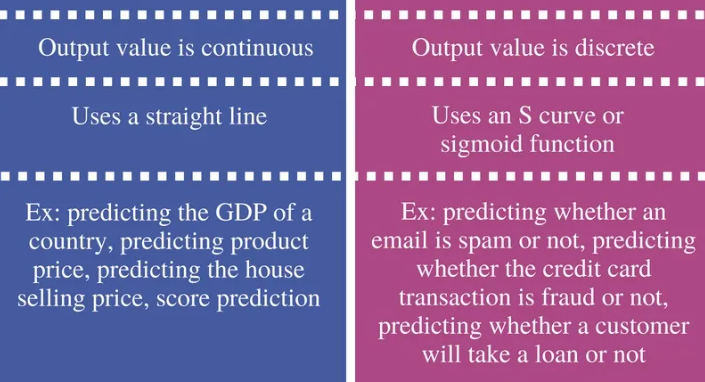 Output value is continuous
Uses a straight line
Ex: predicting the GDP of a
country, predicting product
price, predicting the house
selling price, score prediction
Output value is discrete
Uses an S curve or
sigmoid function
Ex: predicting whether an
email is spam or not, predicting
whether the credit card
transaction is fraud or not,
predicting whether a customer
will take a loan or not